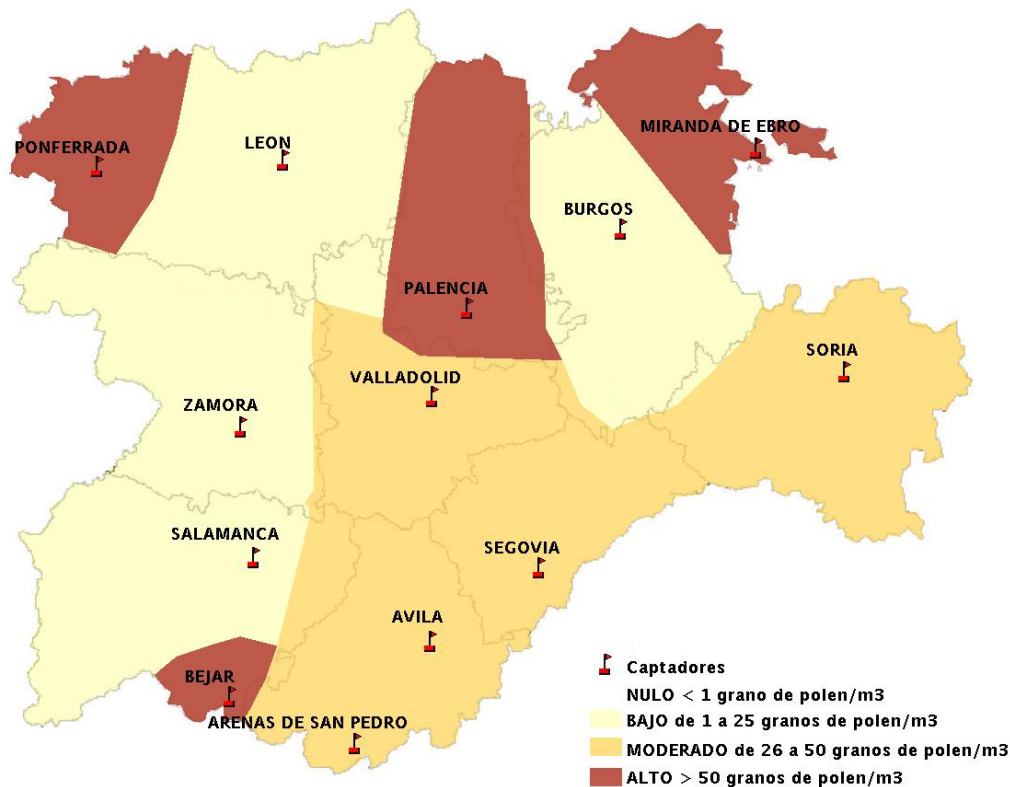 PONFERRADA
LEON
MIRANDA DE EBRO
BURGOS
PALENCIA
SORIA
VALLADOLID
ZAMORA
SALAMANCA
SEGOVIA
AVILA
BEJAR
ARENAS DE SAN PEDRO
Captadores
NULO < 1 grano de polen/m3
BAJO de 1 a 25 granos de polen/m3
MODERADO de 26 a 50 granos de polen/m3
ALTO > 50 granos de polen/m3